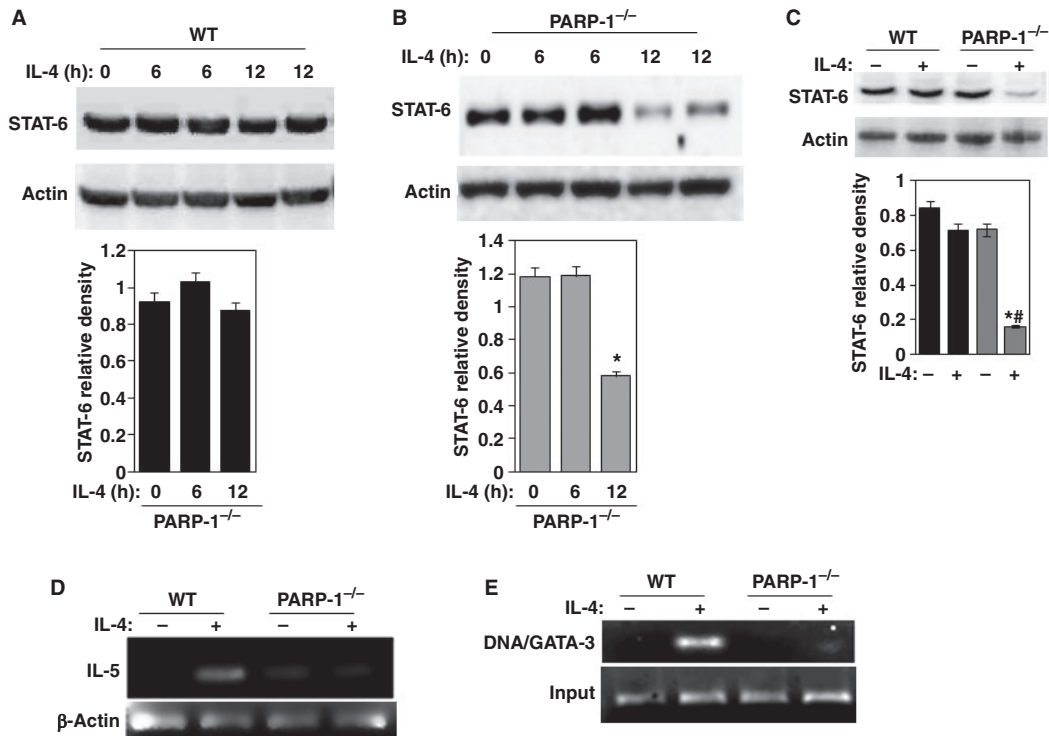 A
WT
IL-4 (h): 0 6 6 12 12
STAT-6
Actin
STAT-6 relative density
1.2
1
0.8
0.6
0.4
0.2
0
IL-4 (h): 0 6 12
PARP-1–/–
B
PARP-1–/–
IL-4 (h): 0 6 6 12 12
STAT-6
Actin
STAT-6 relative density
1.4
1.2
1
0.8
0.6
0.4
0.2
0
*
IL-4 (h): 0 6 12
PARP-1–/–
C
WT PARP-1–/–
IL-4: – + – +
STAT-6
Actin
STAT-6 relative density
1
0.8
0.6
0.4
0.2
0
*#
IL-4: – + – +
D
WT PARP-1–/–
IL-4: – + – +
IL-5
β-Actin
E
WT PARP-1–/–
IL-4: – + – +
DNA/GATA-3
Input